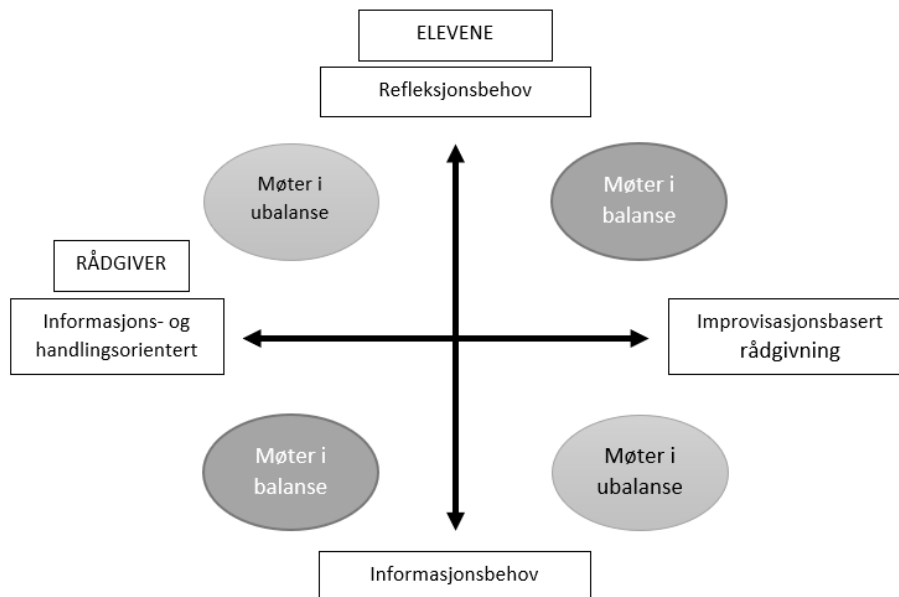 ELEVENE
Refleksjonsbehov
Møter i
ubalanse
Møter i
balanse
RÅDGIVER
Informasjons- og
handlingsorientert
Improvisasjonsbasert
rådgivning
Møter i
balanse
Møter i
ubalanse
Informasjonsbehov